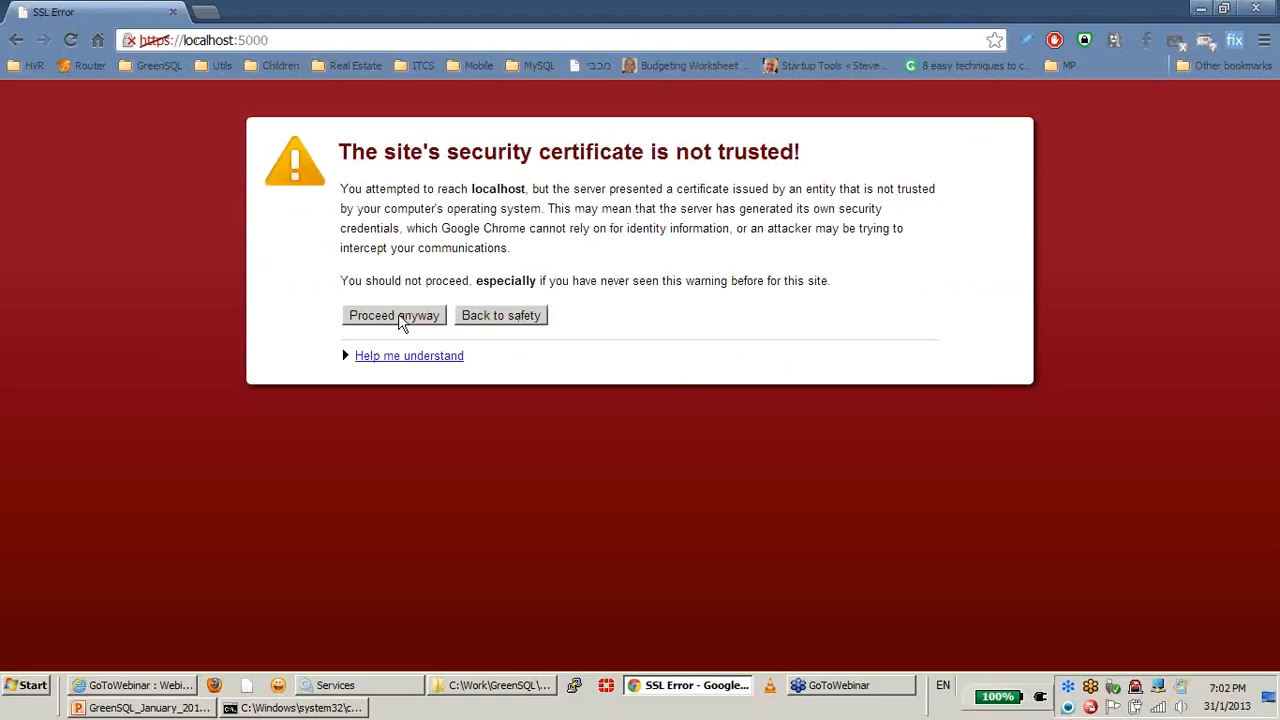 SSL Error
https://localhost:5000
fix
HVR Router GreenSQL Utils Children Real Estate ITCS Mobile MySQL מכבי Budgeting Worksheet ... Startup Tools « Steve... 8 easy techniques to c... MP Other bookmarks
The site's security certificate is not trusted!
You attempted to reach localhost, but the server presented a certificate issued by an entity that is not trusted
by your computer's operating system. This may mean that the server has generated its own security
credentials, which Google Chrome cannot rely on for identity information, or an attacker may be trying to
intercept your communications.
You should not proceed, especially if you have never seen this warning before for this site.
Proceed anyway Back to safety
Help me understand
Start GoToWebinar : Webi... Services C:\Work\GreenSQL\... SSL Error - Google... GoToWebinar EN 100% 7:02 PM
GreenSQL_January_201... C:\Windows\system32\c... 31/1/2013